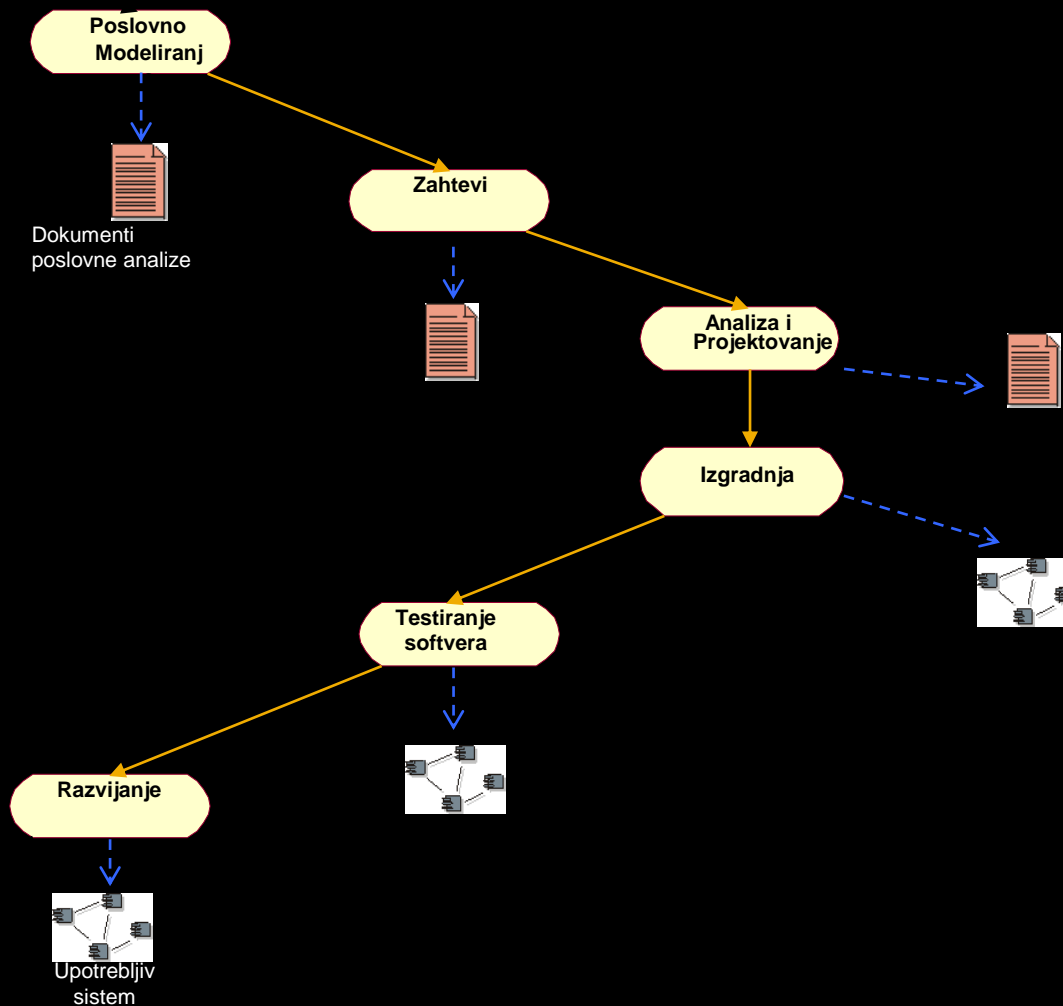 Poslovno
Modeliranj
Dokumenti
poslovne analize
Zahtevi
Analiza i
Projektovanje
Izgradnja
Testiranje
softvera
Razvijanje
Upotrebljiv
sistem